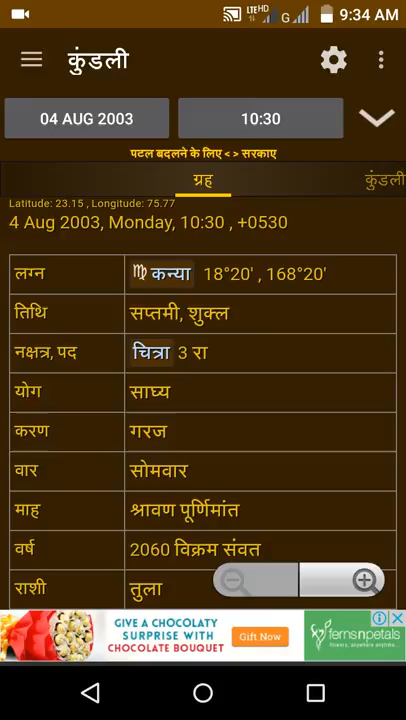 LTE HD G 9:34 AM
कुंडली
04 AUG 2003 10:30
पटल बदलने के लिए < > सरकाए
ग्रह कुंडली
Latitude: 23.15 , Longitude: 75.77
4 Aug 2003, Monday, 10:30 , +0530
लग्न ♍ कन्या 18°20' , 168°20'
तिथि सप्तमी, शुक्ल
नक्षत्र, पद चित्रा 3 रा
योग साघ्य
करण गरज
वार सोमवार
माह श्रावण पूर्णिमांत
वर्ष 2060 विक्रम संवत
राशी तुला
GIVE A CHOCOLATY
SURPRISE WITH
CHOCOLATE BOUQUET
Gift Now
fernsnpetals